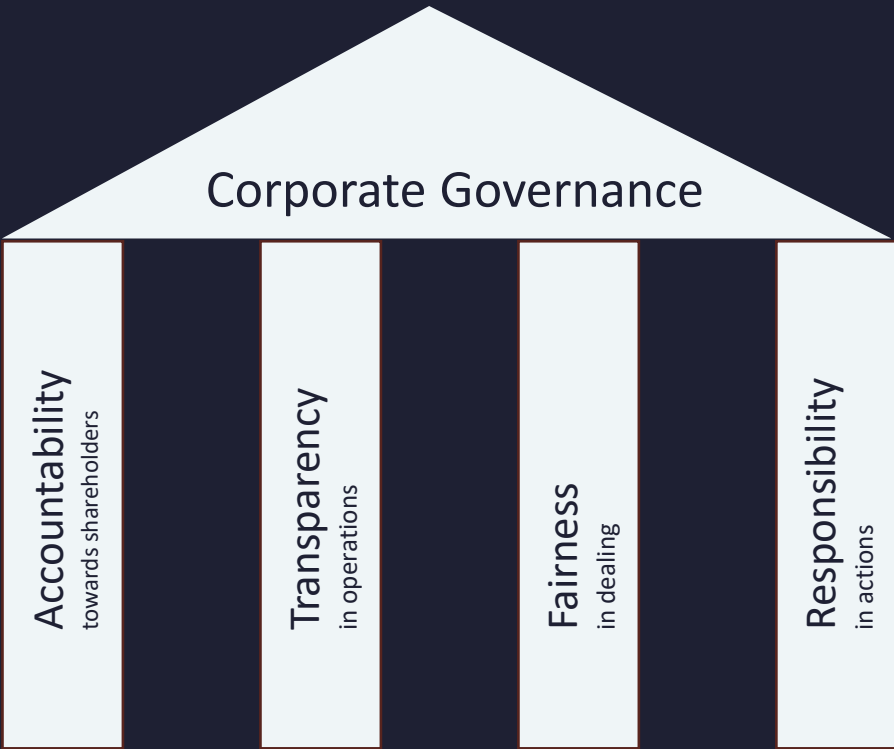 Corporate Governance
Accountability
towards shareholders
Transparency
in operations
Fairness
in dealing
Responsibility
in actions